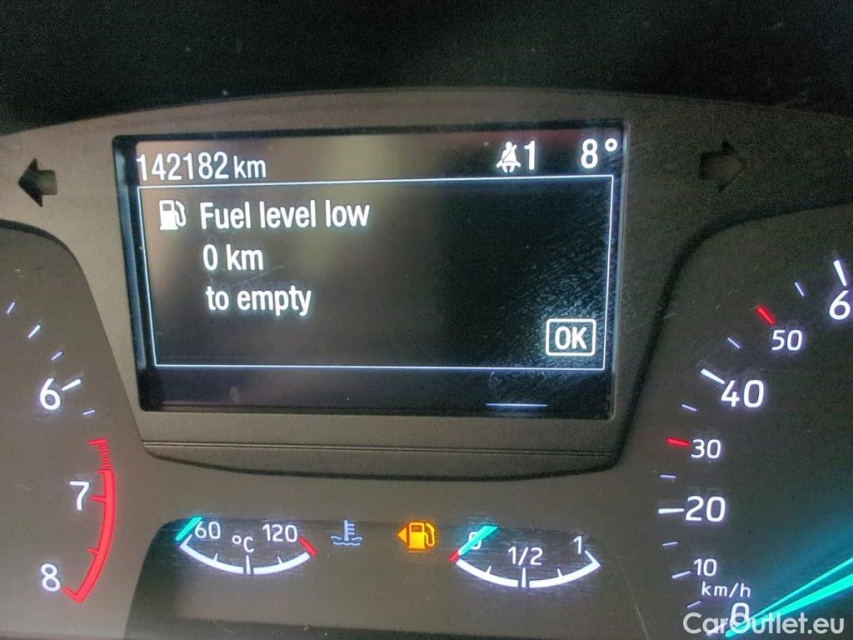 142182 km 1 8°
Fuel level low
0 km
to empty
OK
6
7
8
60 °C 120
0 1/2 1
6
50
40
30
20
10
km/h
0
CarOutlet.eu